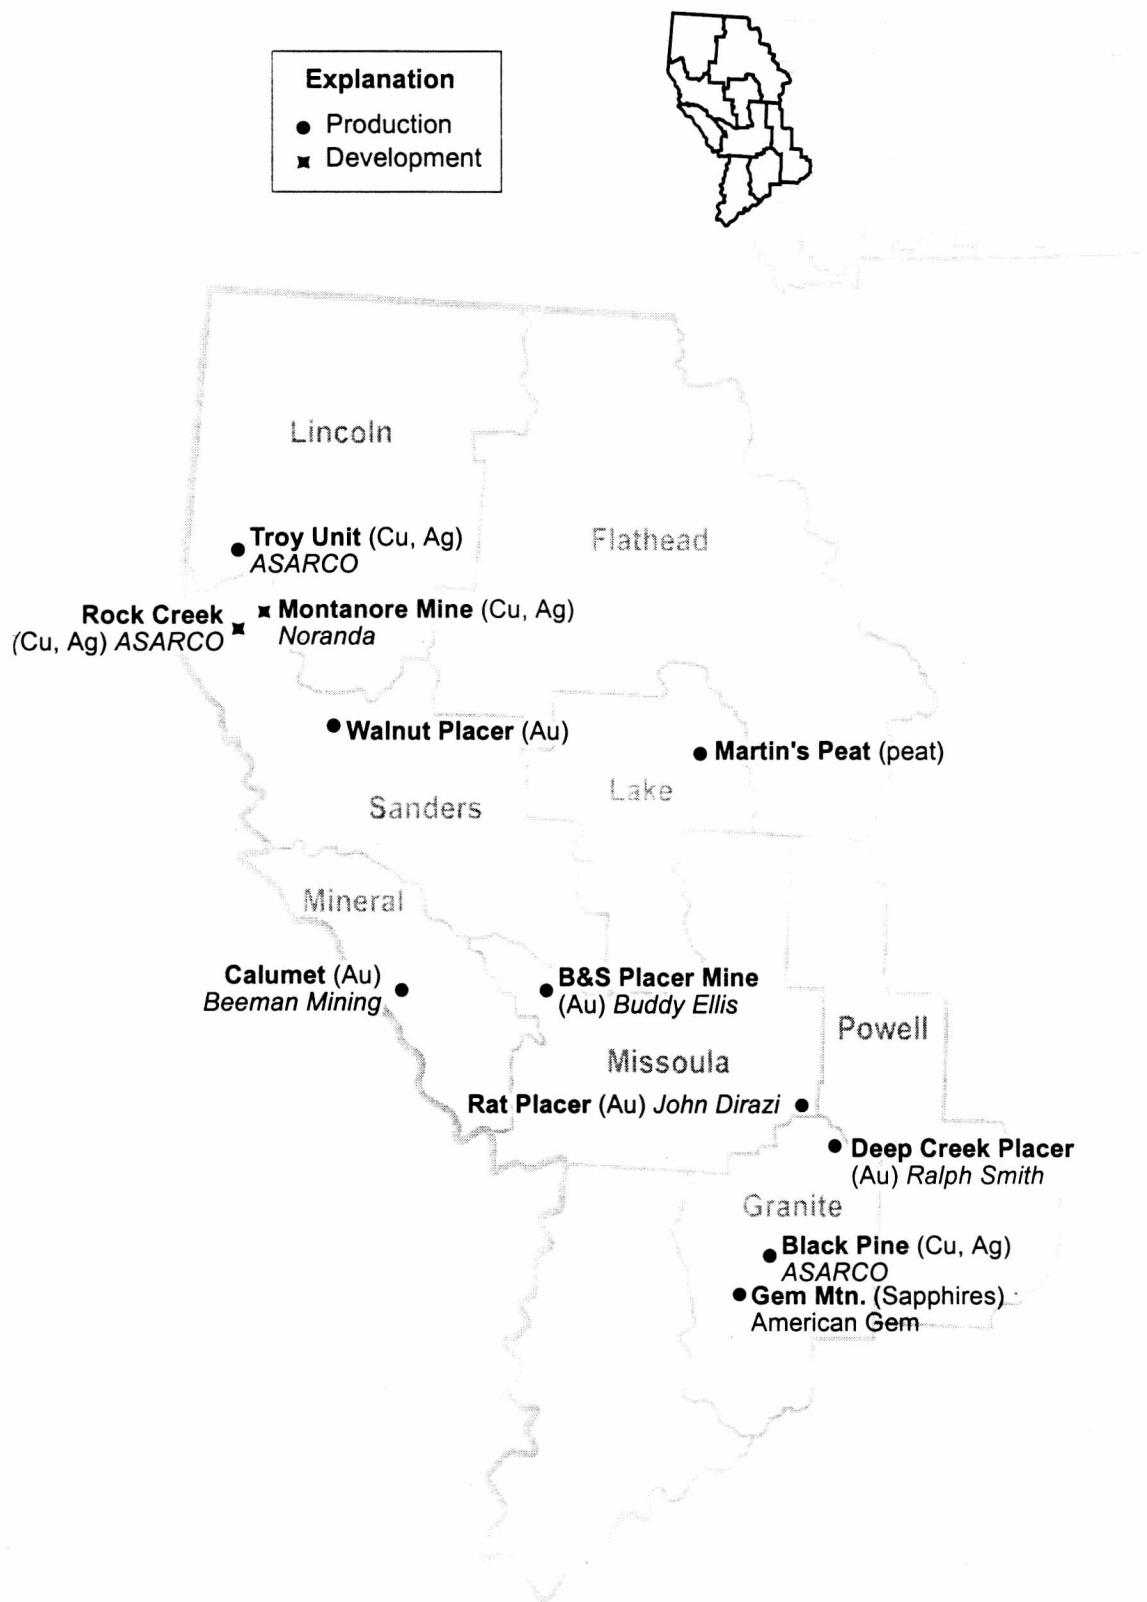 Explanation
Production
Development
Lincoln
Troy Unit (Cu, Ag)
ASARCO
Flathead
Rock Creek
(Cu, Ag) ASARCO
Montanore Mine (Cu, Ag)
Noranda
Walnut Placer (Au)
Martin's Peat (peat)
Lake
Sanders
Mineral
Calumet (Au)
Beeman Mining
B&S Placer Mine
(Au) Buddy Ellis
Powell
Missoula
Rat Placer (Au) John Dirazi
Deep Creek Placer
(Au) Ralph Smith
Granite
Black Pine (Cu, Ag)
ASARCO
Gem Mtn. (Sapphires)
American Gem